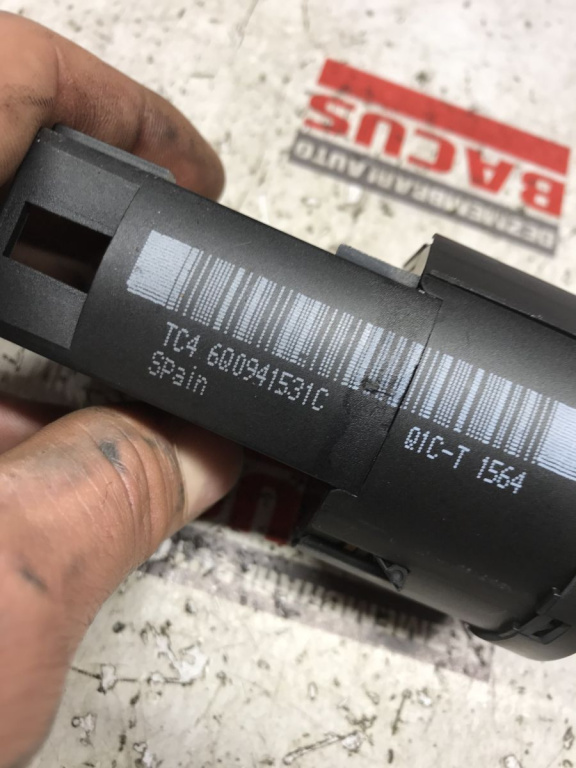 BACUS
DEZMEMBRARI AUTO
TC4 6Q0941531C
Q1C-T 1564
SPain